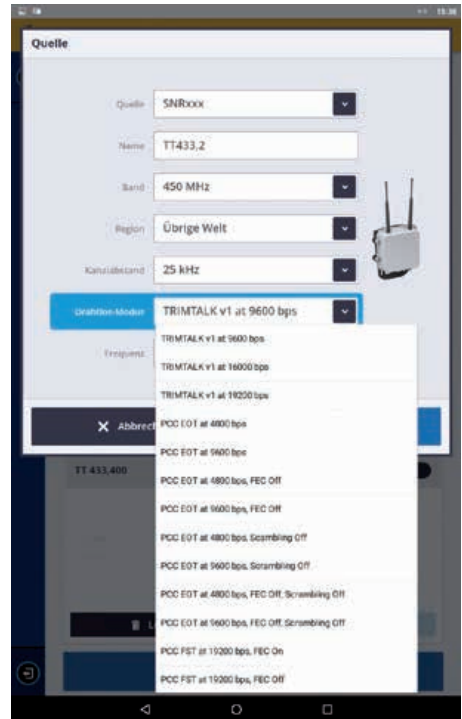 15:36
Quelle
Quelle SNRxxx
Name TT433,2
Band 450 MHz
Region Übrige Welt
Kanalabstand 25 kHz
Drahtlos-Modus TRIMTALK v1 at 9600 bps
TRIMTALK v1 at 9600 bps
Frequenz
TRIMTALK v1 at 16000 bps
TRIMTALK v1 at 19200 bps
Abbrec
PCC EOT at 4800 bps
PCC EOT at 9600 bps
TT 433,400
PCC EOT at 4800 bps, FEC Off
PCC EOT at 9600 bps, FEC Off
PCC EOT at 4800 bps, Scrambling Off
PCC EOT at 9600 bps, Scrambling Off
PCC EOT at 4800 bps, FEC Off, Scrambling Off
L
PCC EOT at 9600 bps, FEC Off, Scrambling Off
PCC FST at 19200 bps, FEC On
PCC FST at 19200 bps, FEC Off